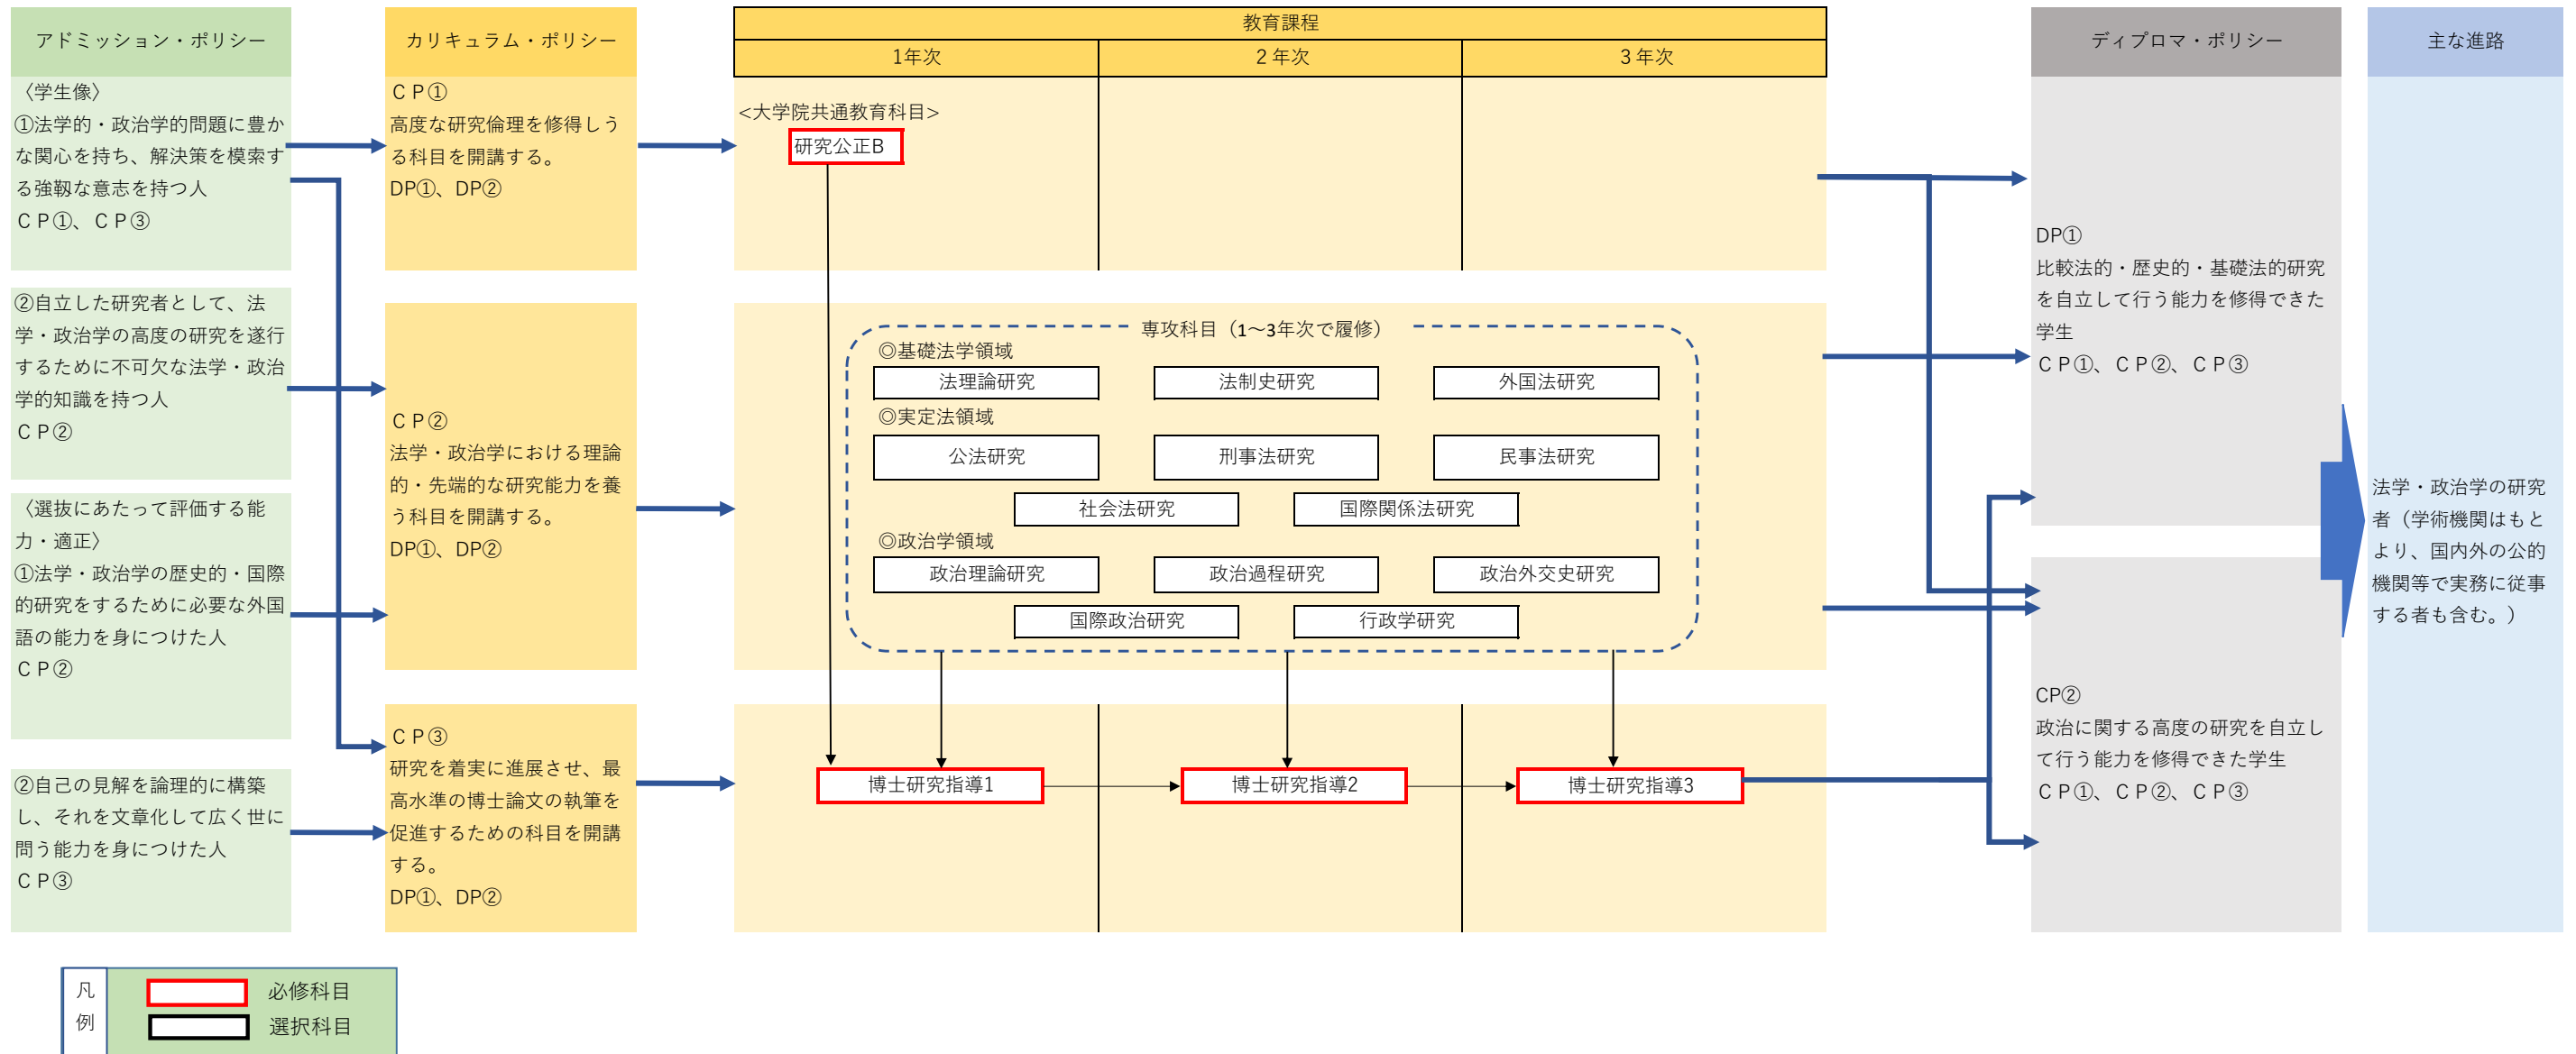 アドミッション・ポリシー
〈学生像〉
①法学的・政治学的問題に豊か
な関心を持ち、解決策を模索す
る強靱な意志を持つ人
ＣＰ①、ＣＰ③
②自立した研究者として、法
学・政治学の高度の研究を遂行
するために不可欠な法学・政治
学的知識を持つ人
ＣＰ②
〈選抜にあたって評価する能
力・適正〉
①法学・政治学の歴史的・国際
的研究をするために必要な外国
語の能力を身につけた人
ＣＰ②
②自己の見解を論理的に構築
し、それを文章化して広く世に
問う能力を身につけた人
ＣＰ③
カリキュラム・ポリシー
ＣＰ①
高度な研究倫理を修得しう
る科目を開講する。
DP①、DP②
ＣＰ②
法学・政治学における理論
的・先端的な研究能力を養
う科目を開講する。
DP①、DP②
ＣＰ③
研究を着実に進展させ、最
高水準の博士論文の執筆を
促進するための科目を開講
する。
DP①、DP②
教育課程
1年次
２年次
３年次
<大学院共通教育科目>
研究公正B
専攻科目（1～3年次で履修）
◎基礎法学領域
法理論研究
法制史研究
外国法研究
◎実定法領域
公法研究
刑事法研究
民事法研究
社会法研究
国際関係法研究
◎政治学領域
政治理論研究
政治過程研究
政治外交史研究
国際政治研究
行政学研究
博士研究指導1
博士研究指導2
博士研究指導3
ディプロマ・ポリシー
DP①
比較法的・歴史的・基礎法的研究
を自立して行う能力を修得できた
学生
ＣＰ①、ＣＰ②、ＣＰ③
CP②
政治に関する高度の研究を自立し
て行う能力を修得できた学生
ＣＰ①、ＣＰ②、ＣＰ③
主な進路
法学・政治学の研究
者（学術機関はもと
より、国内外の公的
機関等で実務に従事
する者も含む。）
凡
例
必修科目
選択科目